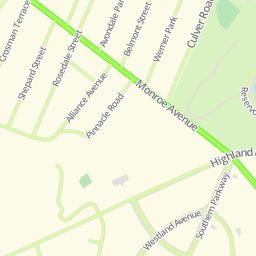 Crosman Terrace
Shepard Street
Rosedale Street
Avondale Park
Belmont Street
Werner Park
Culver Road
Alliance Avenue
Pinnacle Road
Monroe Avenue
Highland
Westland Avenue
Southern Parkway